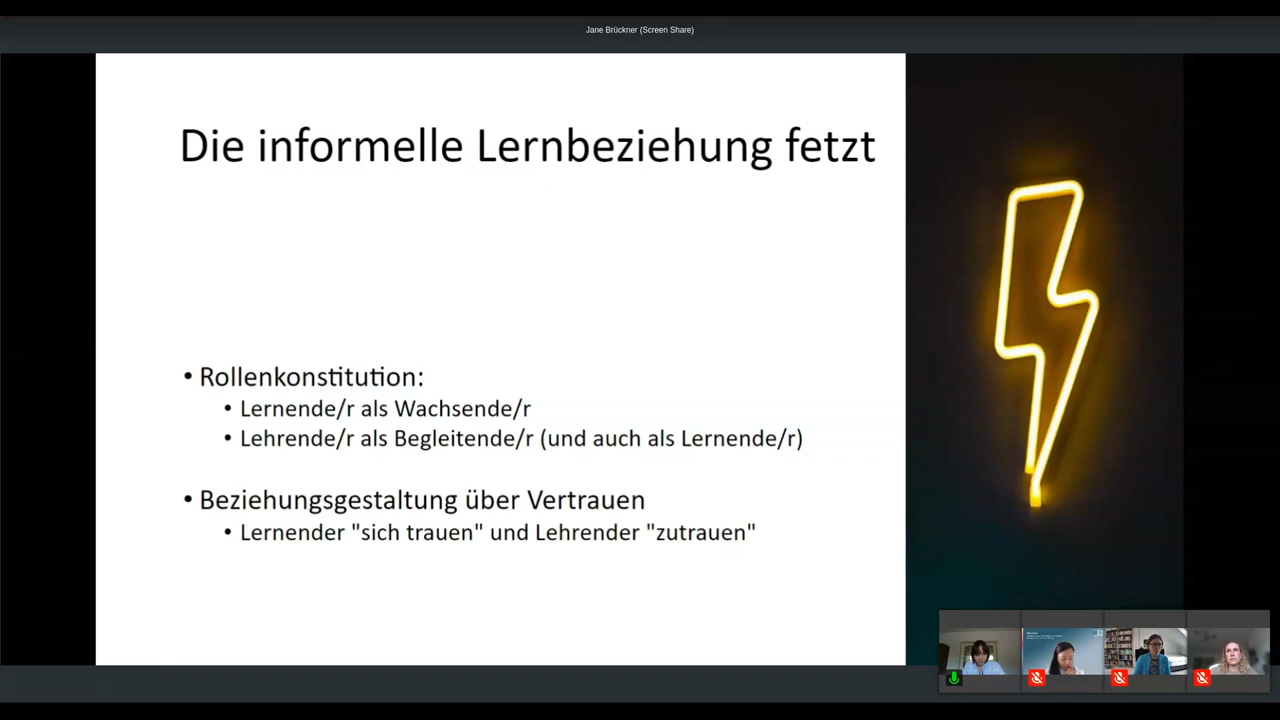 Jane Brückner (Screen Share)
Die informelle Lernbeziehung fetzt
• Rollenkonstitution:
• Lernende/r als Wachsende/r
• Lehrende/r als Begleitende/r (und auch als Lernende/r)
• Beziehungsgestaltung über Vertrauen
• Lernender "sich trauen" und Lehrender "zutrauen"